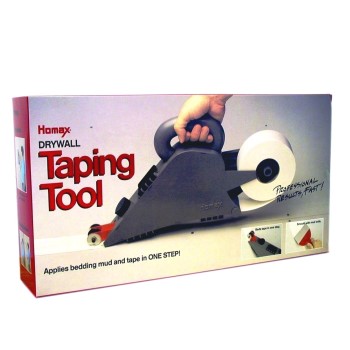 Homax
DRYWALL
Taping
Tool
PROFESSIONAL
RESULTS, FAST!
Applies bedding mud and tape in ONE STEP!